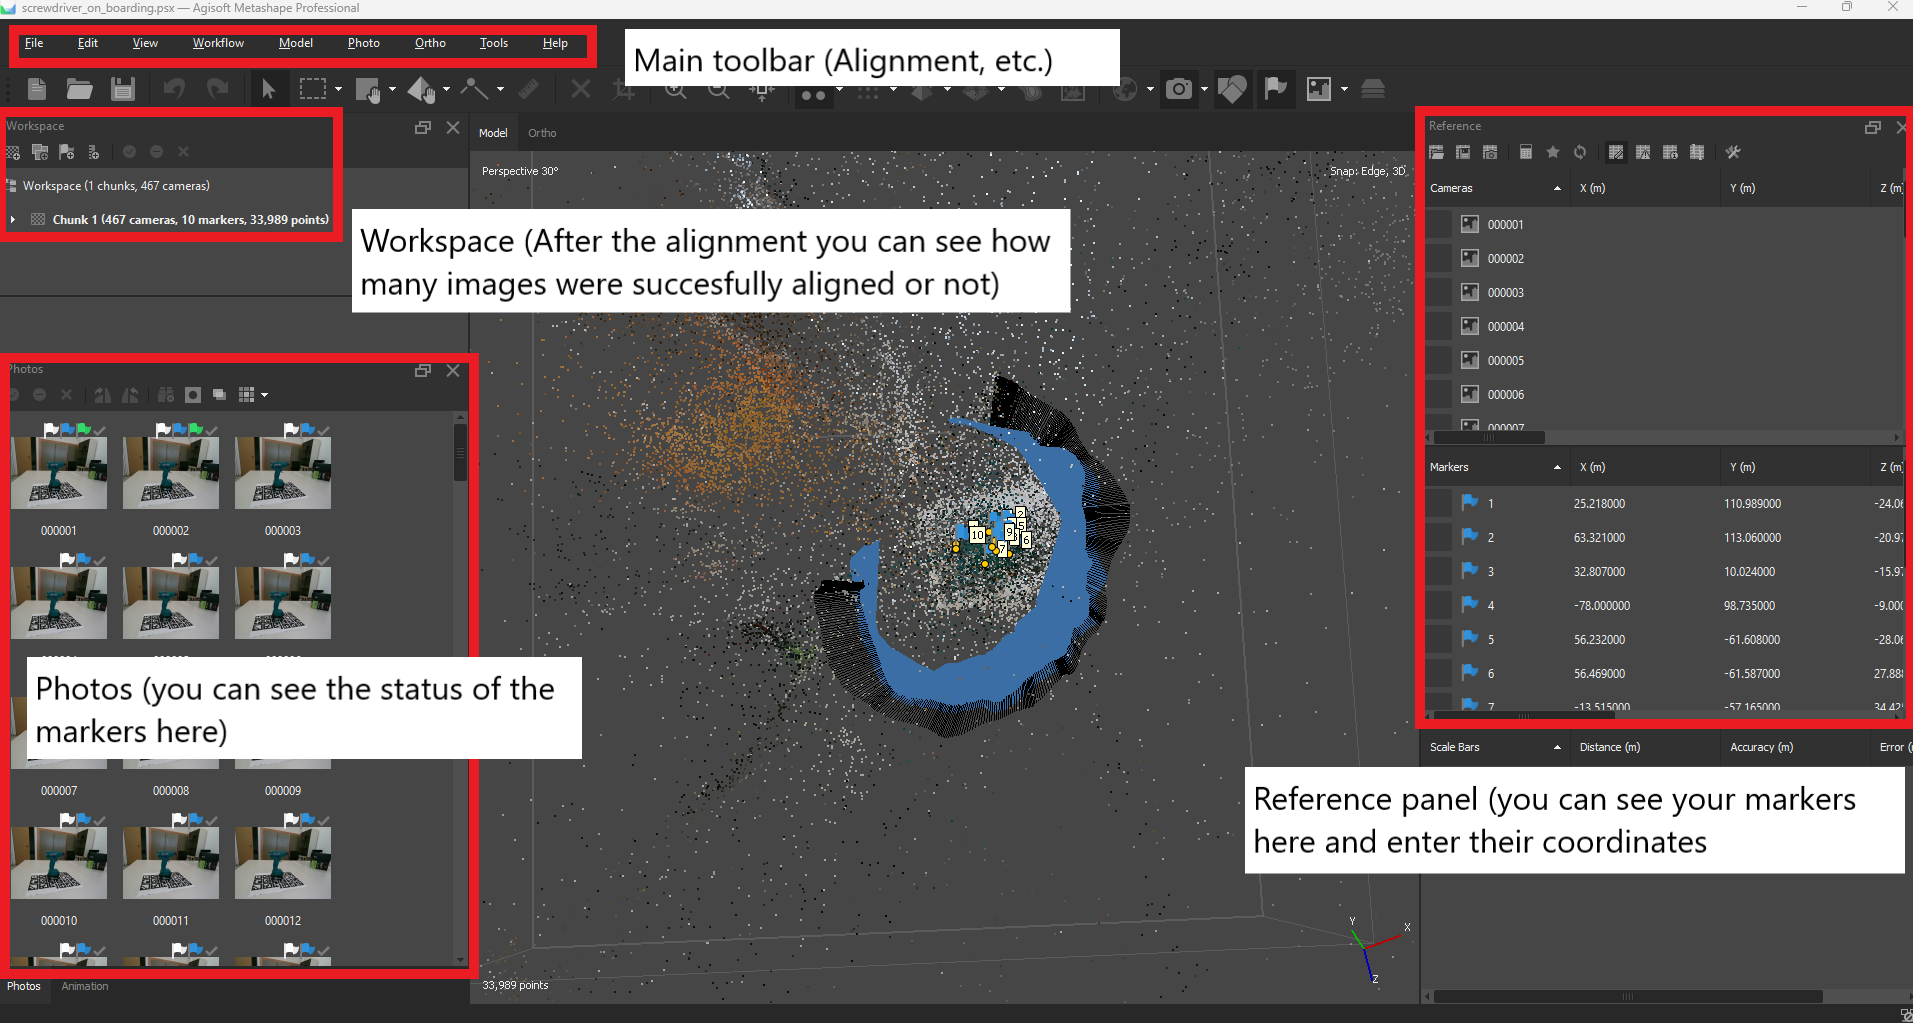 screwdriver_on_boarding.psx — Agisoft Metashape Professional
File Edit View Workflow Model Photo Ortho Tools Help
Main toolbar (Alignment, etc.)
Workspace
Workspace (1 chunks, 467 cameras)
Chunk 1 (467 cameras, 10 markers, 33,989 points)
Model Ortho
Perspective 30°
Snap: Edge, 3D
Workspace (After the alignment you can see how
many images were succesfully aligned or not)
Photos
000001 000002 000003
Photos (you can see the status of the
markers here)
000007 000008 000009
000010 000011 000012
Photos Animation
10 9 2 5 6 7
33,989 points
Y X Z
Reference
Cameras X (m) Y (m) Z (m)
000001
000002
000003
000004
000005
000006
000007
Markers X (m) Y (m) Z (m)
1 25.218000 110.989000 -24.06
2 63.321000 113.060000 -20.97
3 32.807000 10.024000 -15.97
4 -78.000000 98.735000 -9.000
5 56.232000 -61.608000 -28.06
6 56.469000 -61.587000 27.888
7 -13.515000 -57.165000 34.425
Scale Bars Distance (m) Accuracy (m) Error (
Reference panel (you can see your markers
here and enter their coordinates